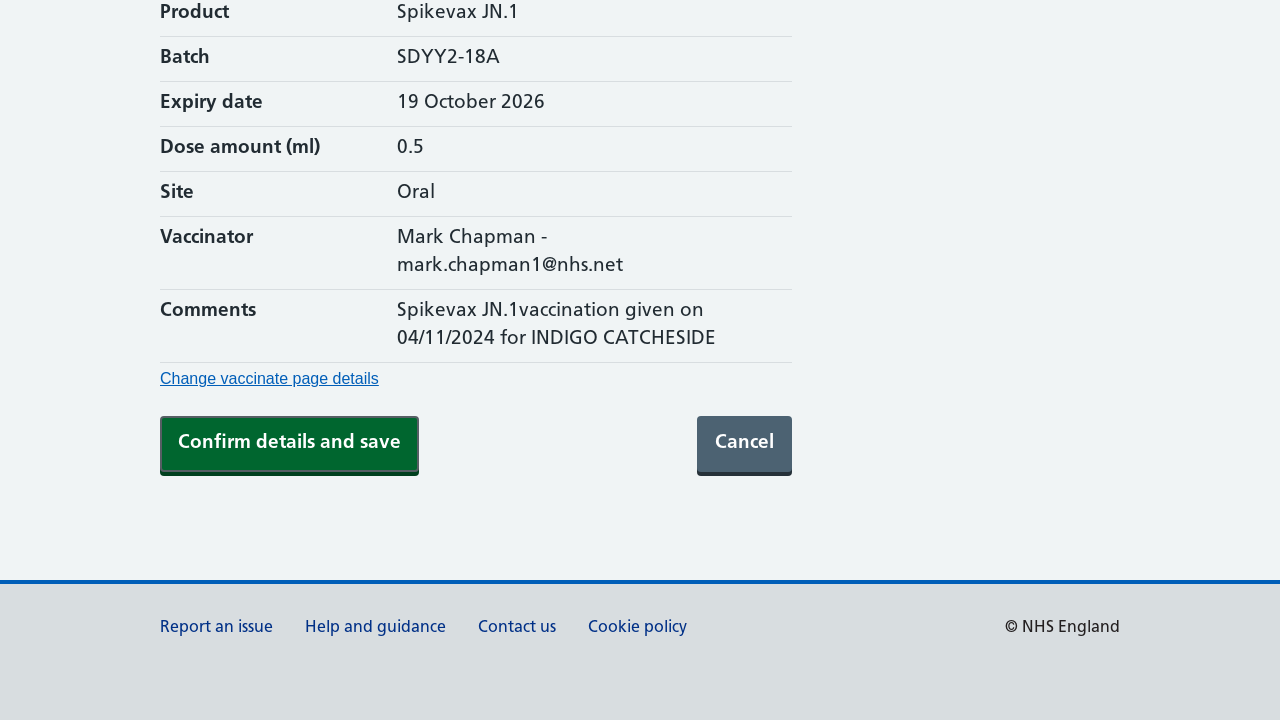 Product Spikevax JN.1
Batch SDYY2-18A
Expiry date 19 October 2026
Dose amount (ml) 0.5
Site Oral
Vaccinator Mark Chapman -
mark.chapman1@nhs.net
Comments Spikevax JN.1vaccination given on
04/11/2024 for INDIGO CATCHESIDE
Change vaccinate page details
Confirm details and save Cancel
Report an issue Help and guidance Contact us Cookie policy © NHS England